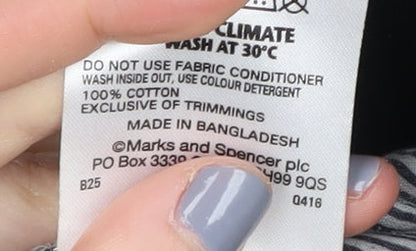 CLIMATE
WASH AT 30°C
DO NOT USE FABRIC CONDITIONER
WASH INSIDE OUT, USE COLOUR DETERGENT
100% COTTON
EXCLUSIVE OF TRIMMINGS
MADE IN BANGLADESH
©Marks and Spencer plc
PO Box 3339 H99 9QS
B25 0416